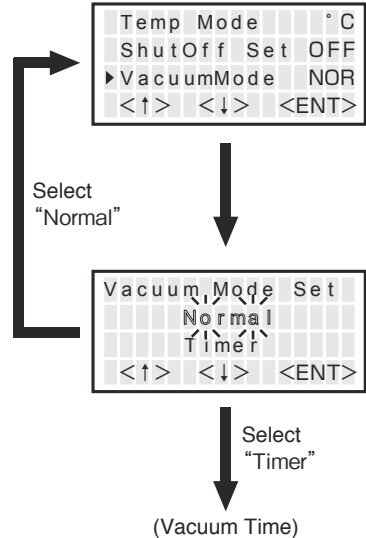 Temp Mode °C
ShutOff Set OFF
▶VacuumMode NOR
<↑> <↓> <ENT>
Select
“Normal”
Vacuum Mode Set
Normal
Timer
<↑> <↓> <ENT>
Select
“Timer”
(Vacuum Time)